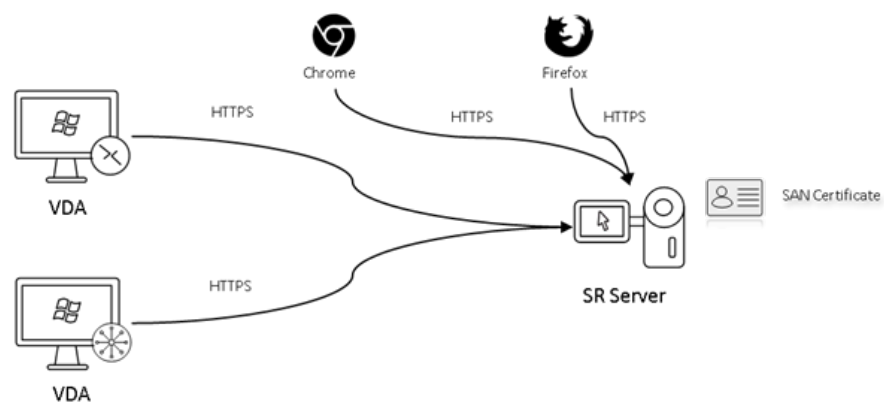 Chrome
Firefox
HTTPS
HTTPS
HTTPS
VDA
SAN Certificate
HTTPS
SR Server
VDA